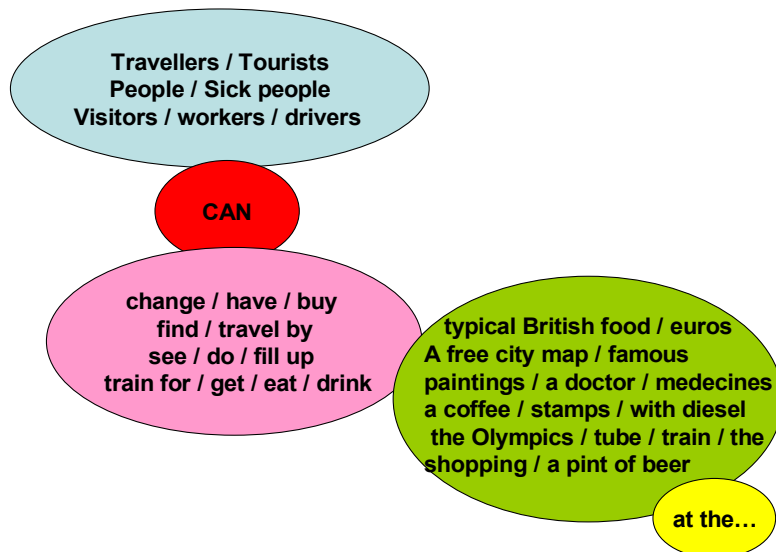 Travellers / Tourists
People / Sick people
Visitors / workers / drivers
CAN
change / have / buy
find / travel by
see / do / fill up
train for / get / eat / drink
typical British food / euros
A free city map / famous
paintings / a doctor / medecines
a coffee / stamps / with diesel
the Olympics / tube / train / the
shopping / a pint of beer
at the…